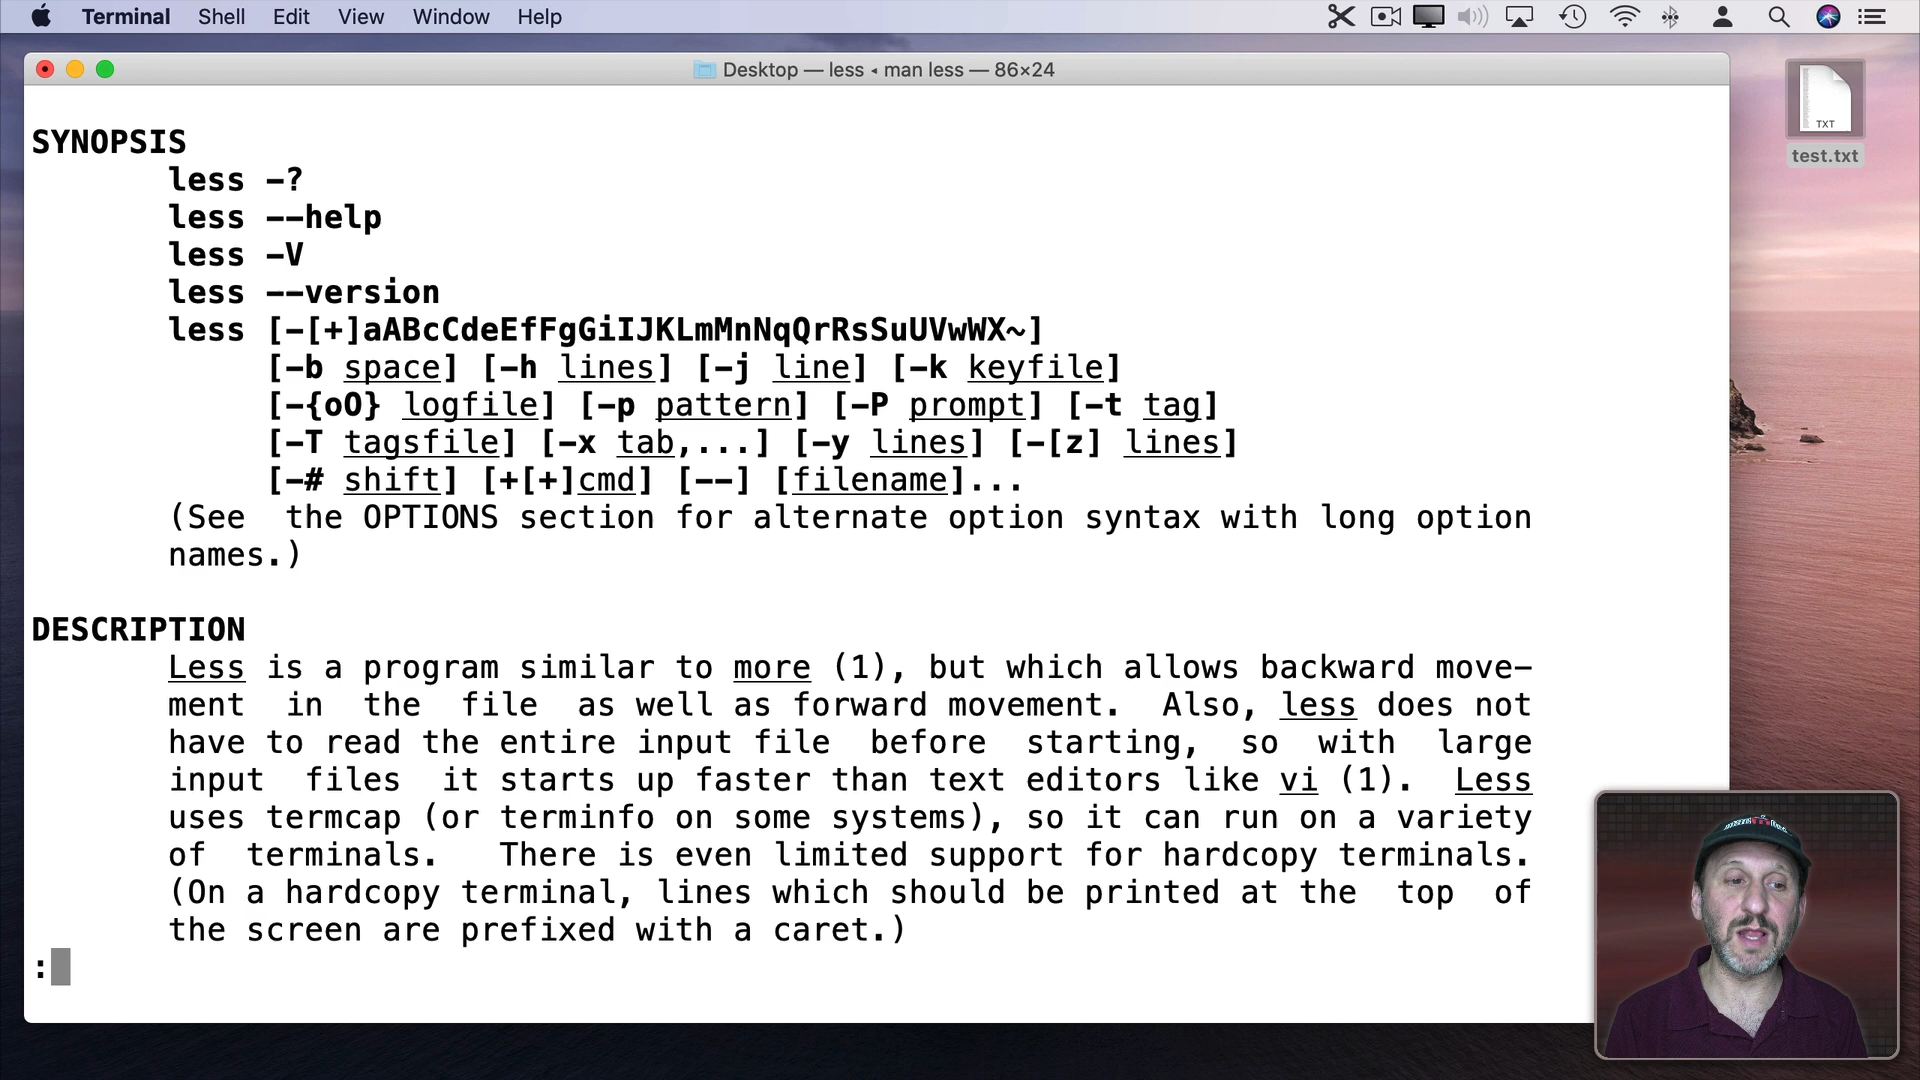 Terminal Shell Edit View Window Help
Desktop — less ◂ man less — 86×24
SYNOPSIS
less -?
less --help
less -V
less --version
less [-[+]aABcCdeEfFgGiIJKLmMnNqQrRsSuUVwWX~]
[-b space] [-h lines] [-j line] [-k keyfile]
[-{oO} logfile] [-p pattern] [-P prompt] [-t tag]
[-T tagsfile] [-x tab,...] [-y lines] [-[z] lines]
[-# shift] [+[+]cmd] [--] [filename]...
(See  the OPTIONS section for alternate option syntax with long option
names.)
DESCRIPTION
Less is a program similar to more (1), but which allows backward move-
ment  in  the  file  as well as forward movement.  Also, less does not
have to read the entire input file  before  starting,  so  with  large
input  files  it starts up faster than text editors like vi (1).  Less
uses termcap (or terminfo on some systems), so it can run on a variety
of  terminals.   There is even limited support for hardcopy terminals.
(On a hardcopy terminal, lines which should be printed at the  top  of
the screen are prefixed with a caret.)
:
TXT
test.txt